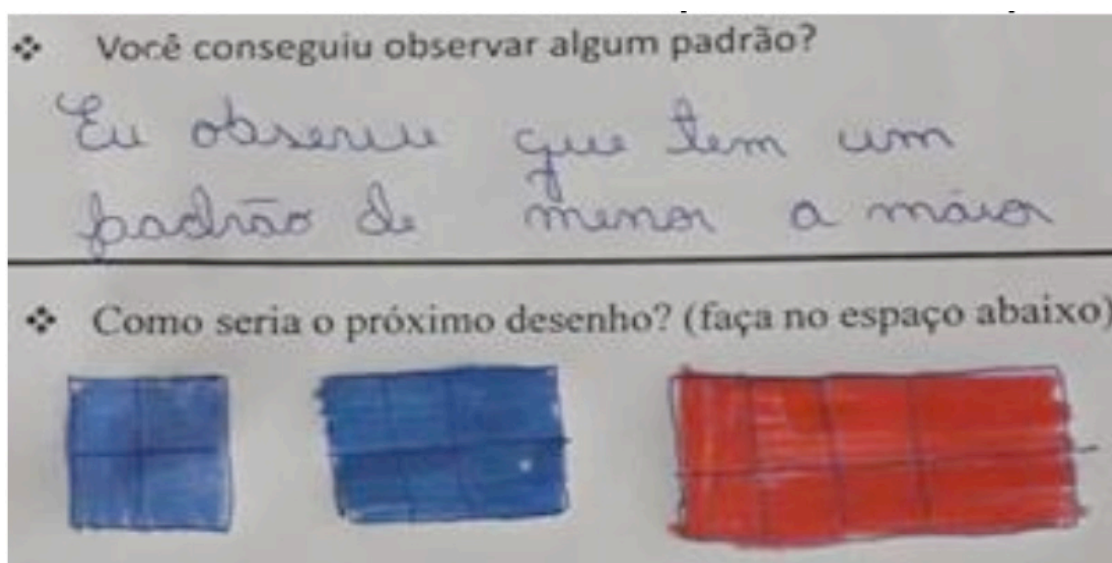 ❖ Você conseguiu observar algum padrão?
Eu observei que tem um
padrão de menor a máior
❖ Como seria o próximo desenho? (faça no espaço abaixo)